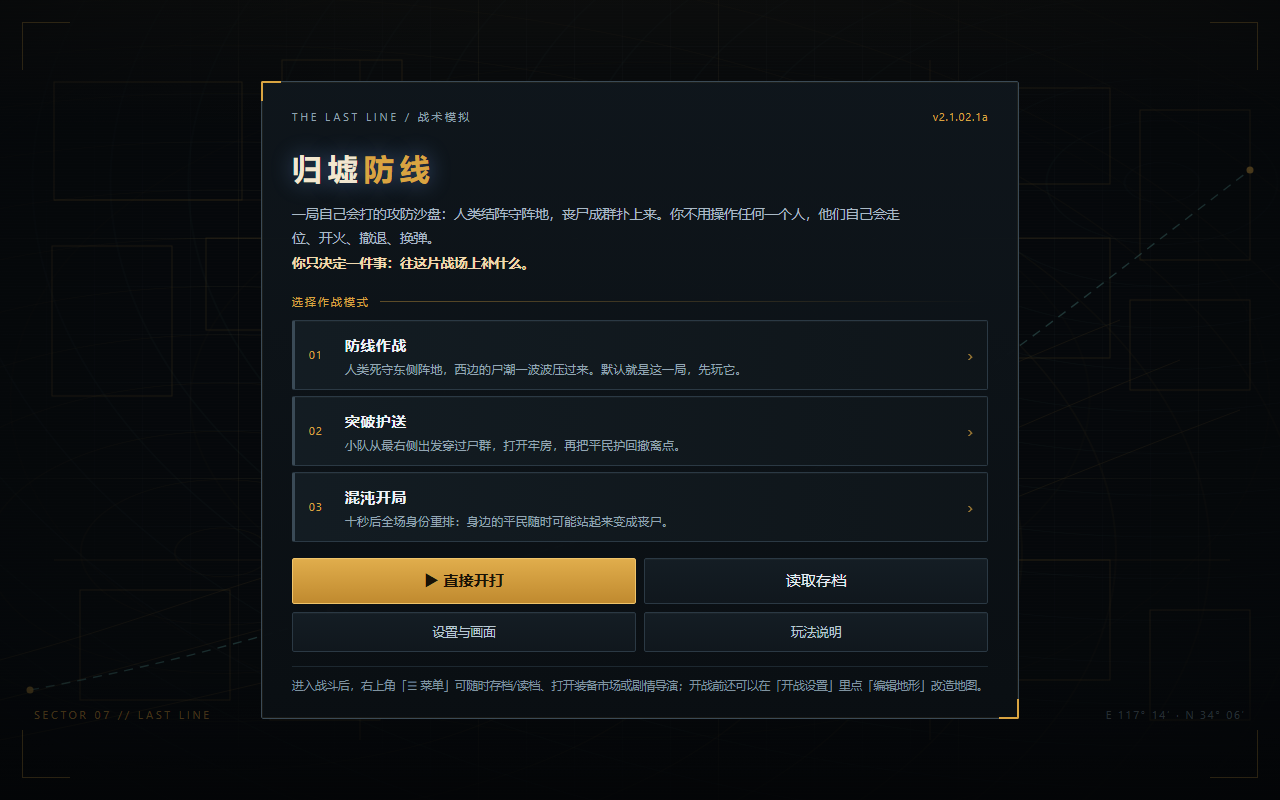 THE LAST LINE / 战术模拟
v2.1.02.1a
归墟防线
一局自己会打的攻防沙盘：人类结阵守阵地，丧尸成群扑上来。你不用操作任何一个人，他们自己会走
位、开火、撤退、换弹。
你只决定一件事：往这片战场上补什么。
选择作战模式
01
防线作战
人类死守东侧阵地，西边的尸潮一波波压过来。默认就是这一局，先玩它。
›
02
突破护送
小队从最右侧出发穿过尸群，打开牢房，再把平民护回撤离点。
›
03
混沌开局
十秒后全场身份重排：身边的平民随时可能站起来变成丧尸。
›
▶ 直接开打
读取存档
设置与画面
玩法说明
进入战斗后，右上角「☰ 菜单」可随时存档/读档、打开装备市场或剧情导演；开战前还可以在「开战设置」里点「编辑地形」改造地图。
SECTOR 07 // LAST LINE
E 117° 14′ · N 34° 06′